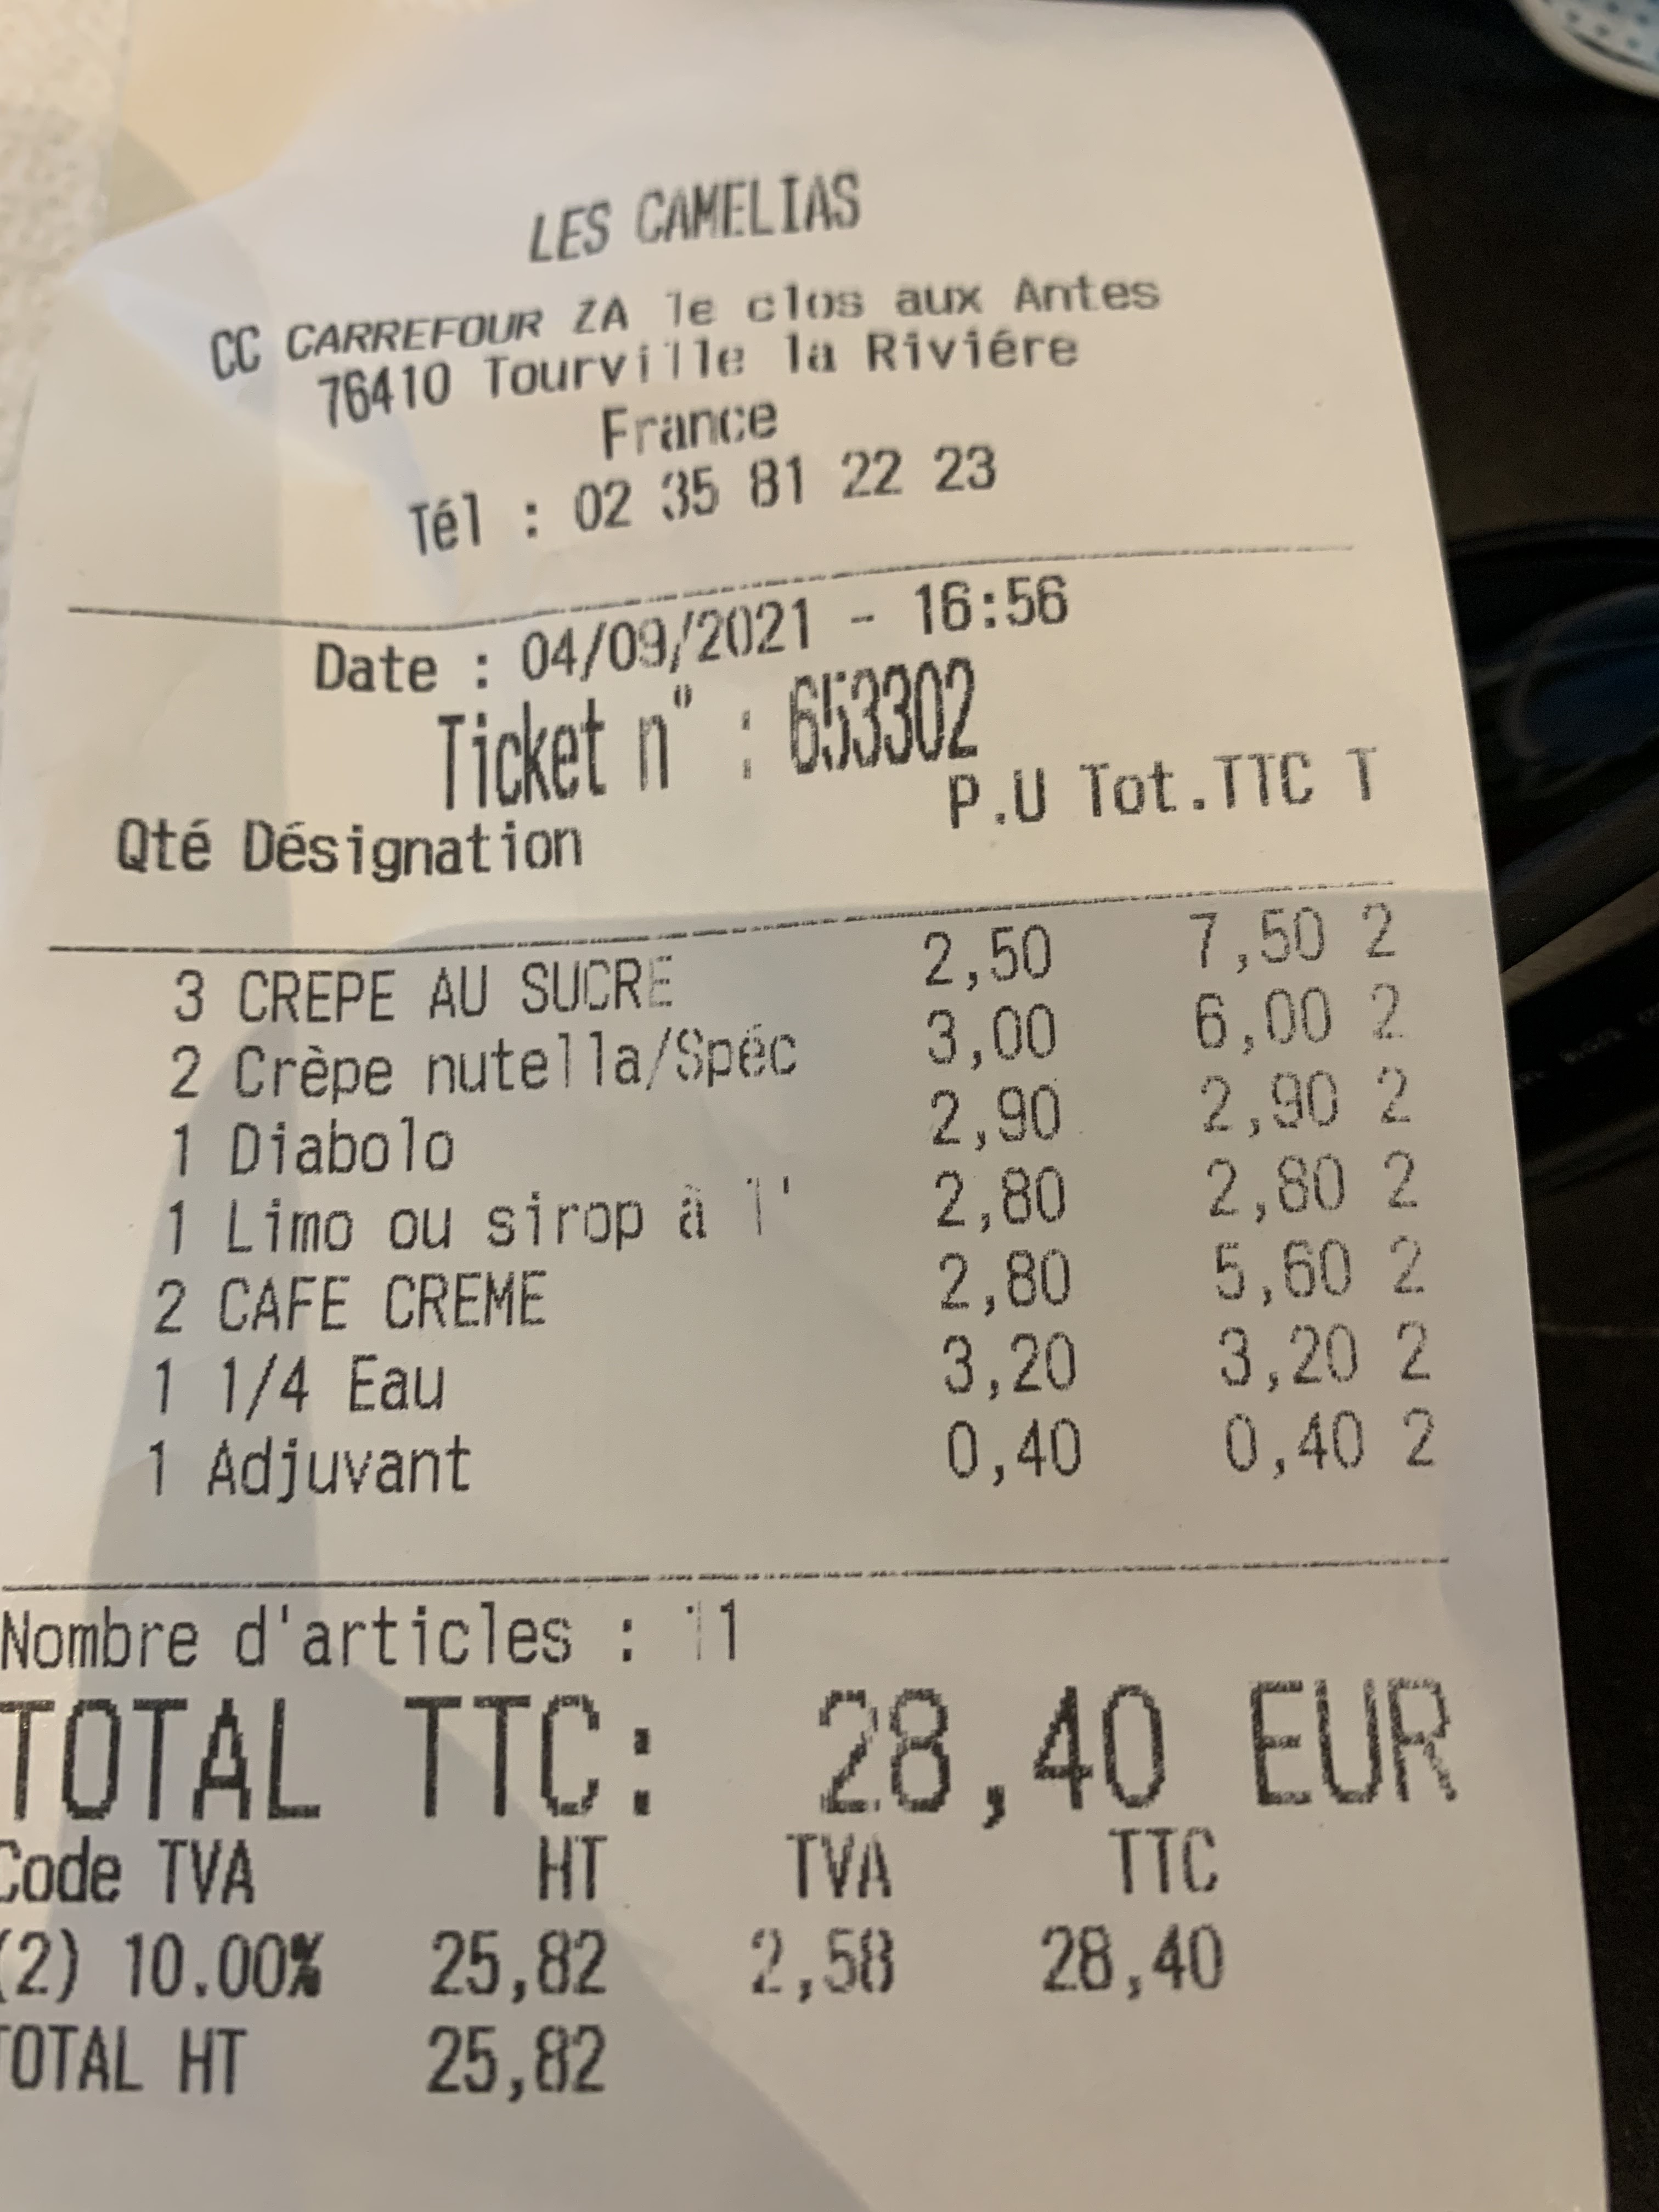 LES CAMELIAS
CC CARREFOUR ZA le clos aux Antes
76410 Tourville la Riviére
France
Tél : 02 35 81 22 23
Date : 04/09/2021 - 16:56
Ticket n° : 653302
Qté Désignation P.U Tot.TTC T
3 CREPE AU SUCRE 2,50 7,50 2
2 Crèpe nutella/Spéc 3,00 6,00 2
1 Diabolo 2,90 2,90 2
1 Limo ou sirop à l' 2,80 2,80 2
2 CAFE CREME 2,80 5,60 2
1 1/4 Eau 3,20 3,20 2
1 Adjuvant 0,40 0,40 2
Nombre d'articles : 11
TOTAL TTC: 28,40 EUR
Code TVA HT TVA TTC
(2) 10.00% 25,82 2,58 28,40
TOTAL HT 25,82